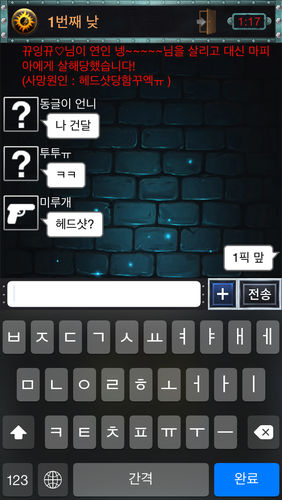 1번째 낮
1:17
뀨잉뀨♡님이 연인 넹~~~~~님을 살리고 대신 마피
아에게 살해당했습니다!
(사망원인 : 헤드샷당함꾸엑ㅠ )
동글이 언니
나 건달
투투ㅠ
ㅋㅋ
미루개
헤드샷?
1픽 맢
+ 전송
ㅂ ㅈ ㄷ ㄱ ㅅ ㅛ ㅕ ㅑ ㅐ ㅔ
ㅁ ㄴ ㅇ ㄹ ㅎ ㅗ ㅓ ㅏ ㅣ
ㅋ ㅌ ㅊ ㅍ ㅠ ㅜ ㅡ
123 간격 완료